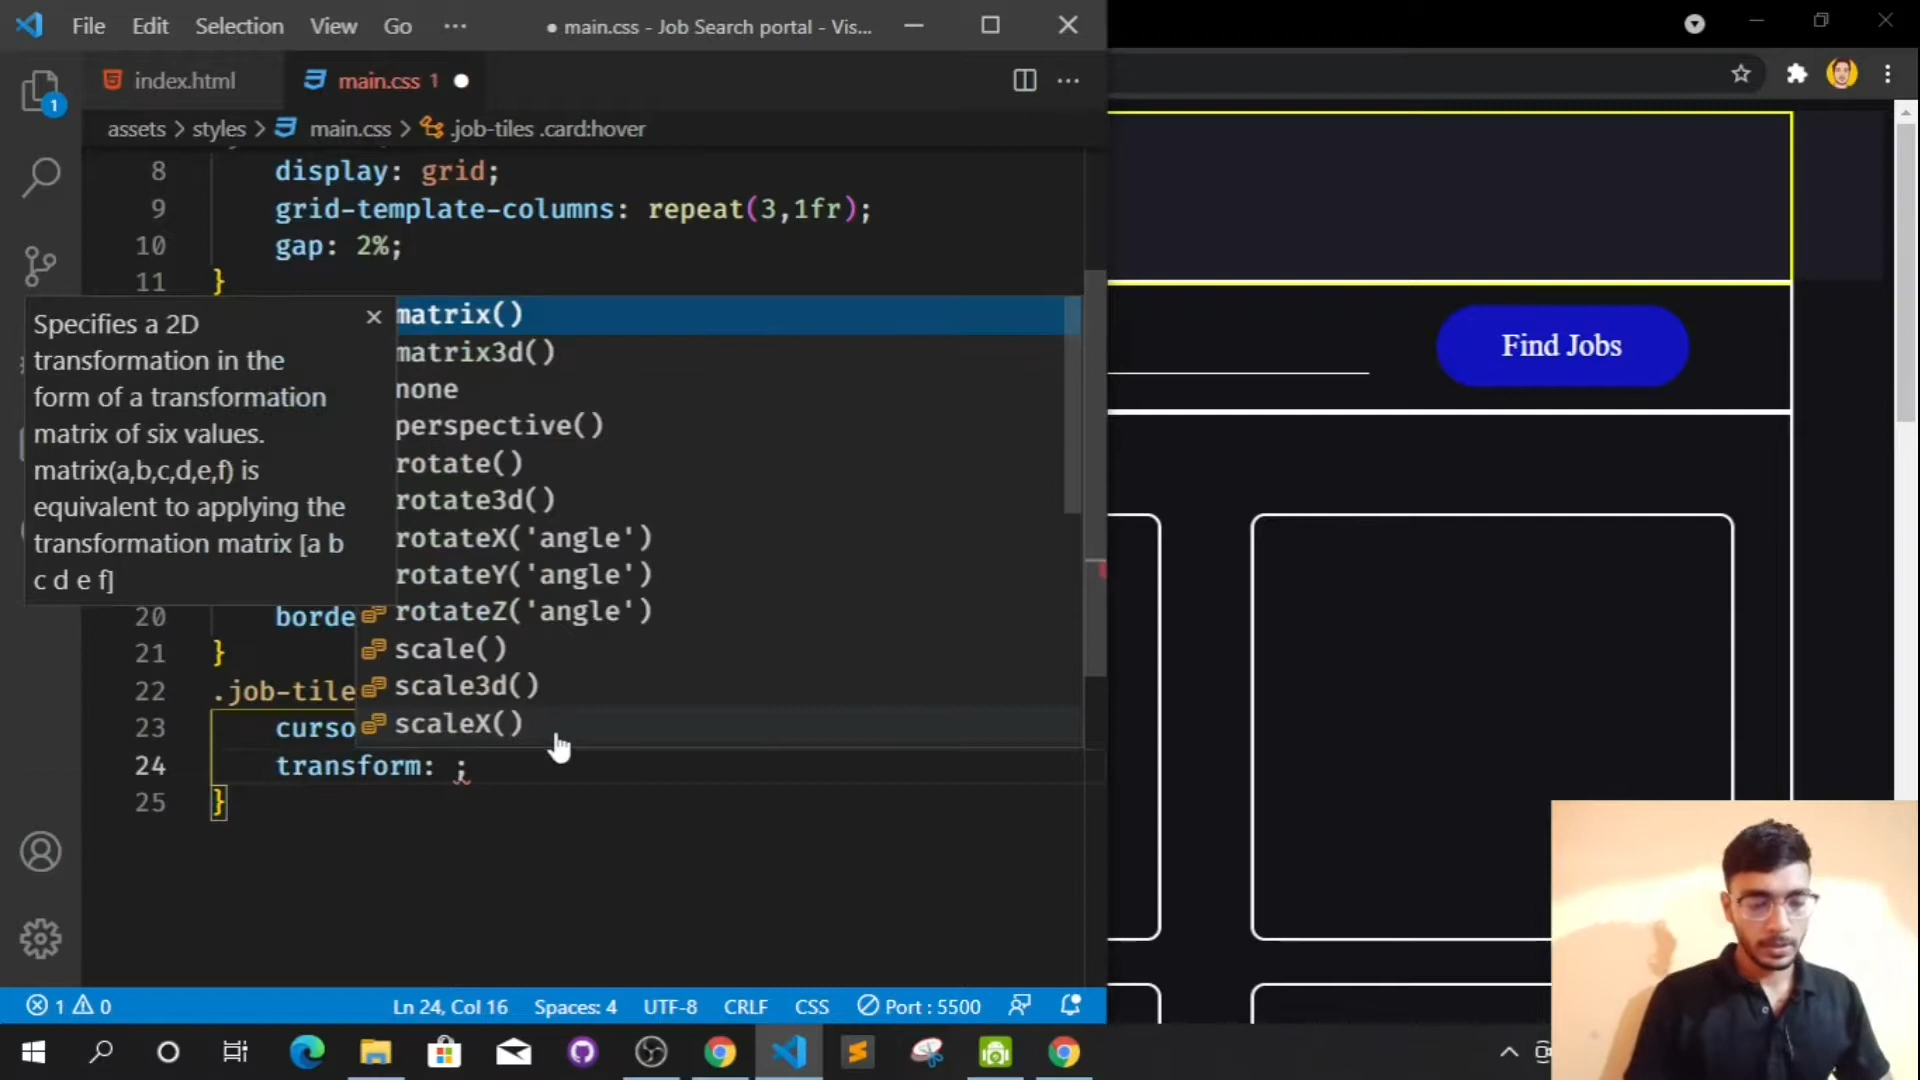 File Edit Selection View Go ···
● main.css - Job Search portal - Vis...
index.html
main.css 1
assets > styles > main.css > .job-tiles .card:hover
8 display: grid;
9 grid-template-columns: repeat(3,1fr);
10 gap: 2%;
11 }
Specifies a 2D
transformation in the
form of a transformation
matrix of six values.
matrix(a,b,c,d,e,f) is
equivalent to applying the
transformation matrix [a b
c d e f]
matrix()
matrix3d()
none
perspective()
rotate()
rotate3d()
rotateX('angle')
rotateY('angle')
rotateZ('angle')
scale()
scale3d()
scaleX()
20 borde
21 }
22 .job-tile
23 curso
24 transform: ;
25 }
Find Jobs
1
1 0
Ln 24, Col 16 Spaces: 4 UTF-8 CRLF CSS Port : 5500